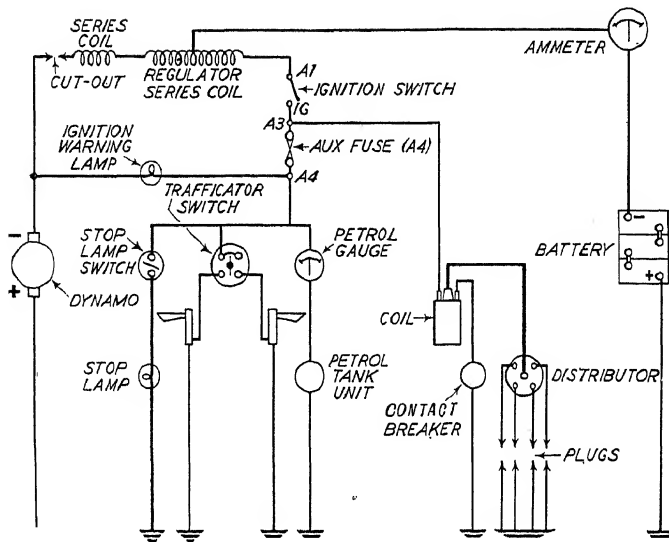 SERIES
COIL
CUT-OUT
REGULATOR
SERIES COIL
A1
IGNITION SWITCH
IG
A3
AUX FUSE (A4)
A4
AMMETER
IGNITION
WARNING
LAMP
TRAFFICATOR
SWITCH
STOP
LAMP
SWITCH
PETROL
GAUGE
-
+
DYNAMO
BATTERY
-
+
COIL
STOP
LAMP
PETROL
TANK
UNIT
CONTACT
BREAKER
DISTRIBUTOR
PLUGS